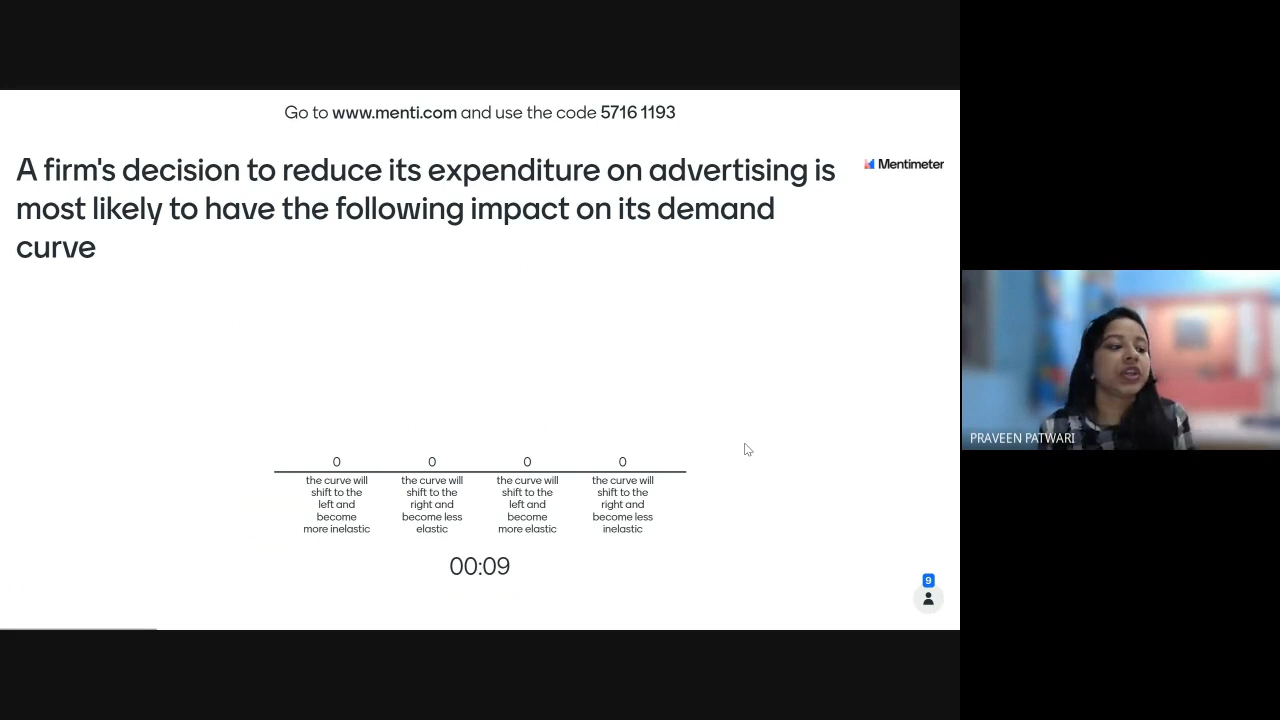 Go to www.menti.com and use the code 5716 1193
A firm's decision to reduce its expenditure on advertising is
most likely to have the following impact on its demand
curve
Mentimeter
0
the curve will
shift to the
left and
become
more inelastic
0
the curve will
shift to the
right and
become less
elastic
0
the curve will
shift to the
left and
become
more elastic
0
the curve will
shift to the
right and
become less
inelastic
00:09
9
PRAVEEN PATWARI